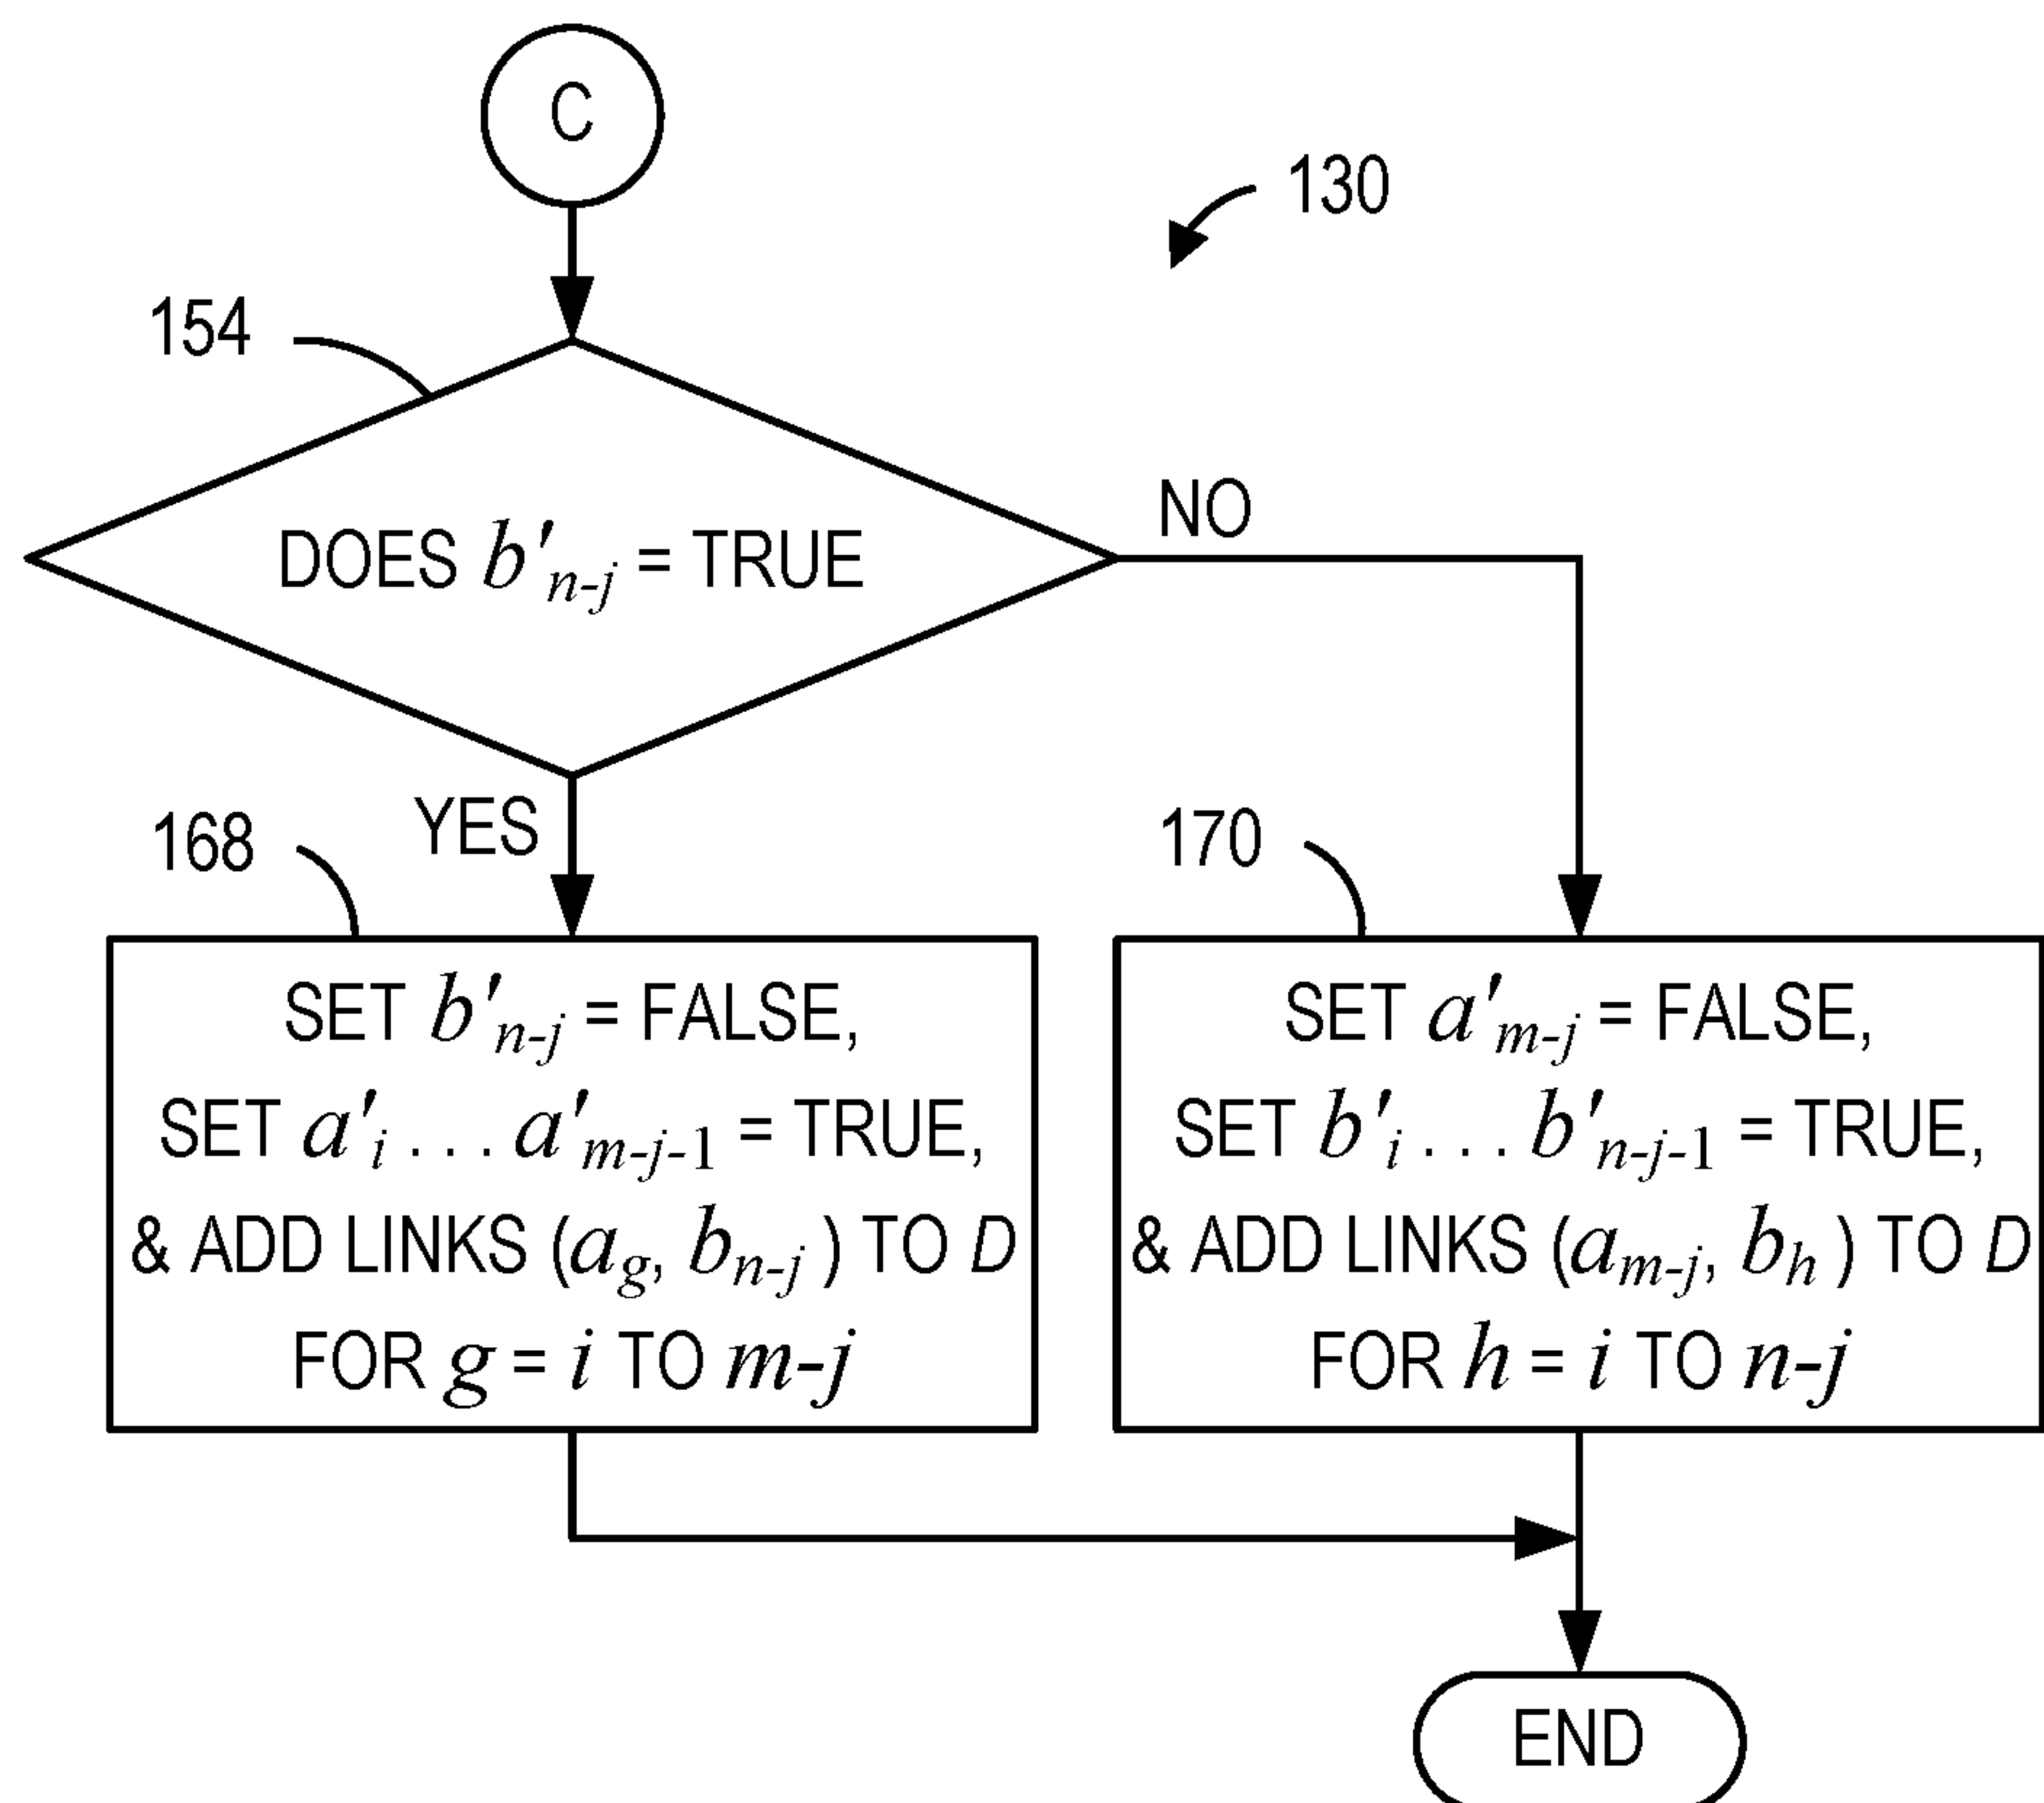 C
130
154
DOES b'n-j = TRUE
NO
YES
168
170
SET b'n-j = FALSE,
SET a'i . . . a'm-j-1 = TRUE,
& ADD LINKS (ag, bn-j) TO D
FOR g = i TO m-j
SET a'm-j = FALSE,
SET b'i . . . b'n-j-1 = TRUE,
& ADD LINKS (am-j, bh) TO D
FOR h = i TO n-j
END